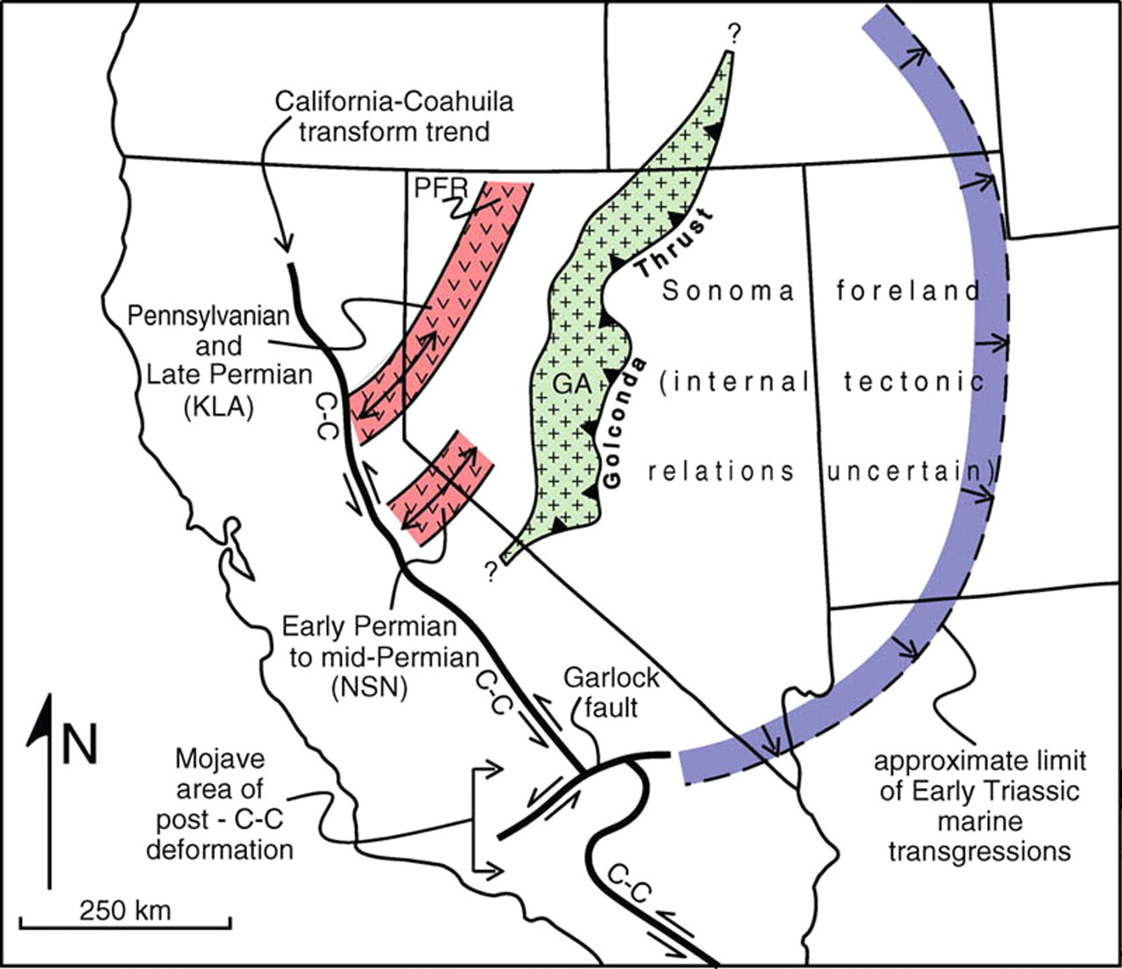 ?
California-Coahuila
transform trend
PFR
Thrust
Sonoma foreland
Pennsylvanian
and
Late Permian
(KLA)
C-C
GA
(internal tectonic
Golconda
relations uncertain)
?
Early Permian
to mid-Permian
(NSN)
C-C
Garlock
fault
N
Mojave
area of
post - C-C
deformation
approximate limit
of Early Triassic
marine
transgressions
C-C
250 km